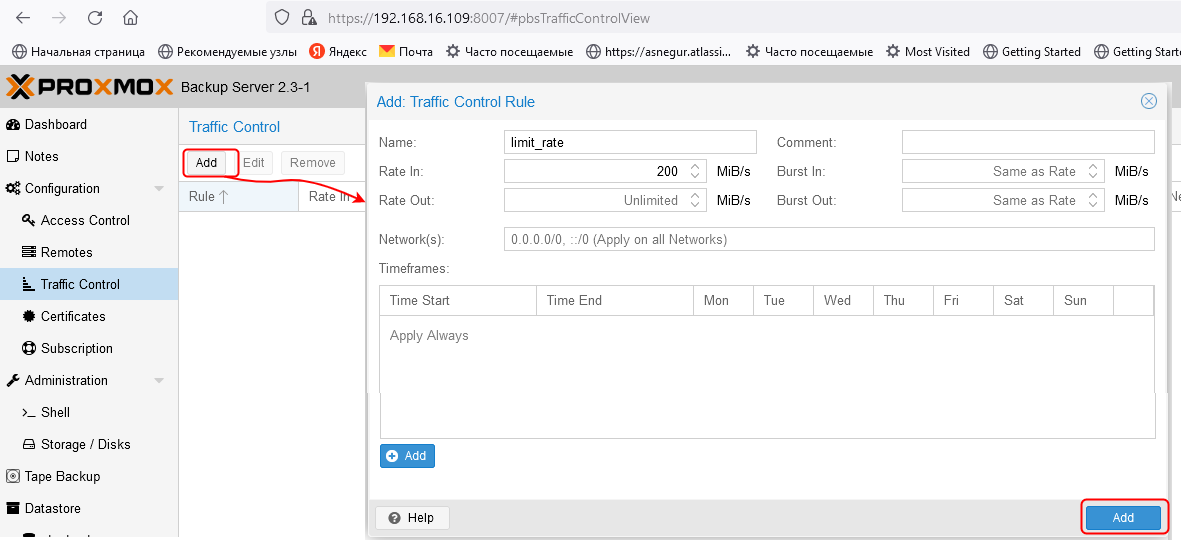 https://192.168.16.109:8007/#pbsTrafficControlView
Начальная страница Рекомендуемые узлы Яндекс Почта Часто посещаемые https://asnegur.atlassi... Часто посещаемые Most Visited Getting Started Getting Starte
PROXMOX Backup Server 2.3-1
Dashboard
Notes
Configuration
Access Control
Remotes
Traffic Control
Certificates
Subscription
Administration
Shell
Storage / Disks
Tape Backup
Datastore
Traffic Control
Add Edit Remove
Rule Rate In
Add: Traffic Control Rule
Name: limit_rate Comment:
Rate In: 200 MiB/s Burst In: Same as Rate MiB/s
Rate Out: Unlimited MiB/s Burst Out: Same as Rate MiB/s
Network(s): 0.0.0.0/0, ::/0 (Apply on all Networks)
Timeframes:
Time Start Time End Mon Tue Wed Thu Fri Sat Sun
Apply Always
Add
Help Add